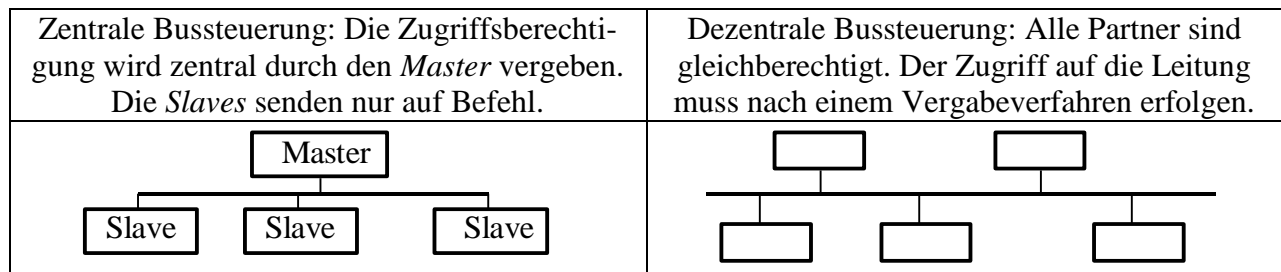 Zentrale Bussteuerung: Die Zugriffsberechti-
gung wird zentral durch den Master vergeben.
Die Slaves senden nur auf Befehl.
Dezentrale Bussteuerung: Alle Partner sind
gleichberechtigt. Der Zugriff auf die Leitung
muss nach einem Vergabeverfahren erfolgen.
Master
Slave
Slave
Slave